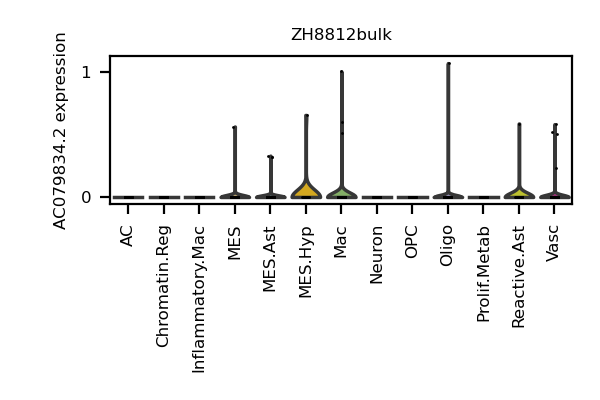 ZH8812bulk
AC079834.2 expression
1
0
AC
Chromatin.Reg
Inflammatory.Mac
MES
MES.Ast
MES.Hyp
Mac
Neuron
OPC
Oligo
Prolif.Metab
Reactive.Ast
Vasc